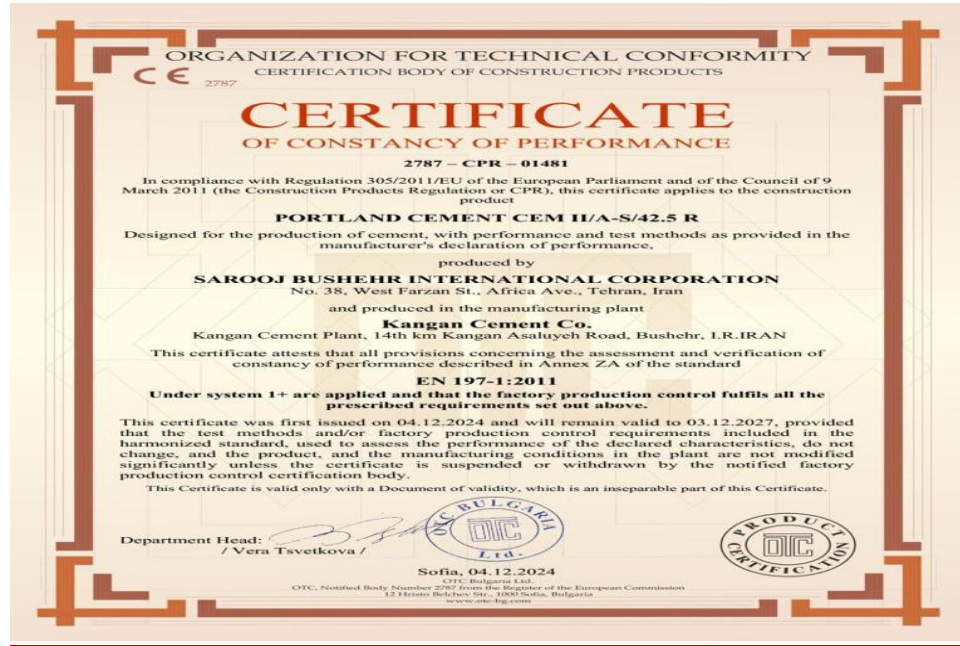 ORGANIZATION FOR TECHNICAL CONFORMITY
CERTIFICATION BODY OF CONSTRUCTION PRODUCTS
CE 2787
CERTIFICATE
OF CONSTANCY OF PERFORMANCE
2787 – CPR – 01481
In compliance with Regulation 305/2011/EU of the European Parliament and of the Council of 9
March 2011 (the Construction Products Regulation or CPR), this certificate applies to the construction
product
PORTLAND CEMENT CEM II/A-S/42.5 R
Designed for the production of cement, with performance and test methods as provided in the
manufacturer's declaration of performance,
produced by
SAROOJ BUSHEHR INTERNATIONAL CORPORATION
No. 38, West Farzan St., Africa Ave., Tehran, Iran
and produced in the manufacturing plant
Kangan Cement Co.
Kangan Cement Plant, 14th km Kangan Asaluyeh Road, Bushehr, I.R.IRAN
This certificate attests that all provisions concerning the assessment and verification of
constancy of performance described in Annex ZA of the standard
EN 197-1:2011
Under system 1+ are applied and that the factory production control fulfils all the
prescribed requirements set out above.
This certificate was first issued on 04.12.2024 and will remain valid to 03.12.2027, provided
that the test methods and/or factory production control requirements included in the
harmonized standard, used to assess the performance of the declared characteristics, do not
change, and the product, and the manufacturing conditions in the plant are not modified
significantly unless the certificate is suspended or withdrawn by the notified factory
production control certification body.
This Certificate is valid only with a Document of validity, which is an inseparable part of this Certificate.
Department Head:
/ Vera Tsvetkova /
OTC BULGARIA
OTC
Ltd.
PRODUCT
OTC
CERTIFICATION
Sofia, 04.12.2024
OTC Bulgaria Ltd.
OTC, Notified Body Number 2787 from the Register of the European Commission
12 Hristo Belchev Str., 1000 Sofia, Bulgaria
www.otc-bg.com